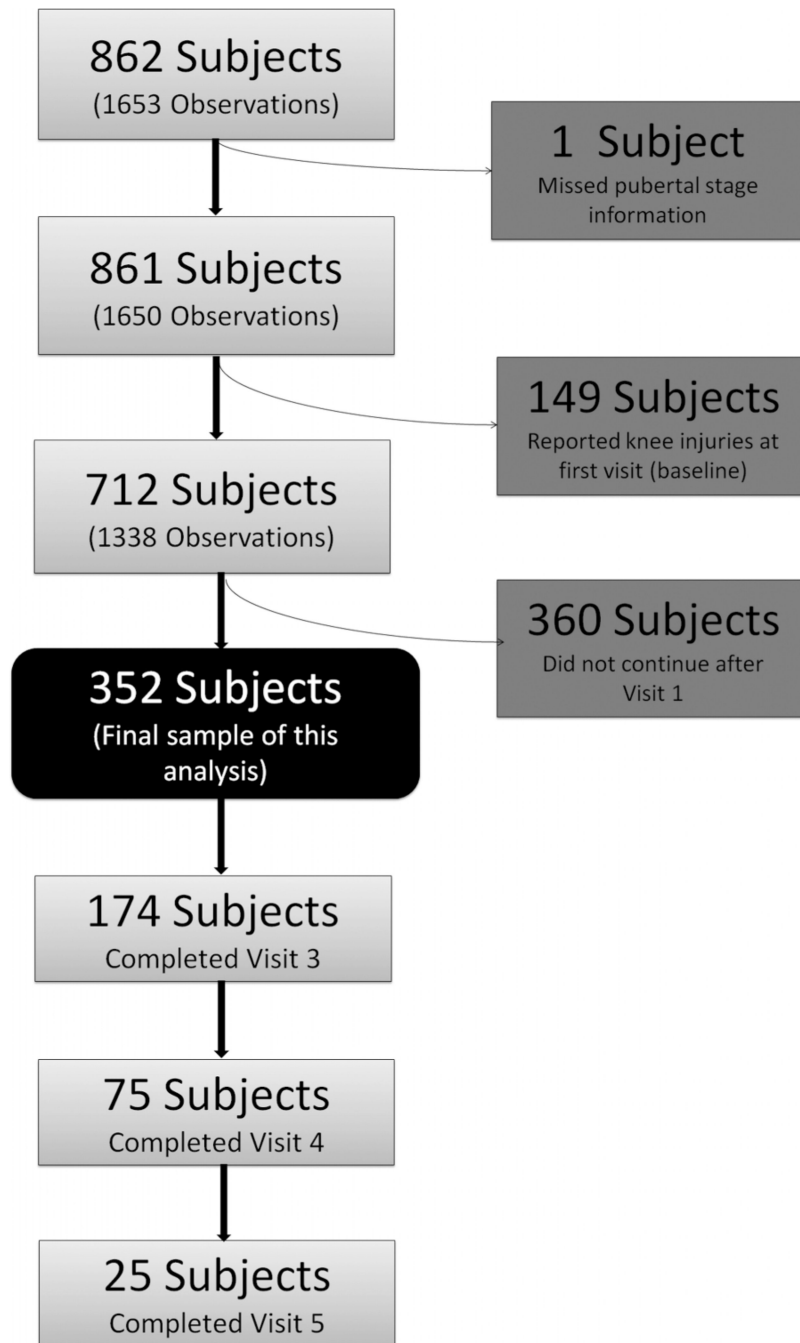 862 Subjects
(1653 Observations)
1 Subject
Missed pubertal stage
information
861 Subjects
(1650 Observations)
149 Subjects
Reported knee injuries at
first visit (baseline)
712 Subjects
(1338 Observations)
360 Subjects
Did not continue after
Visit 1
352 Subjects
(Final sample of this
analysis)
174 Subjects
Completed Visit 3
75 Subjects
Completed Visit 4
25 Subjects
Completed Visit 5